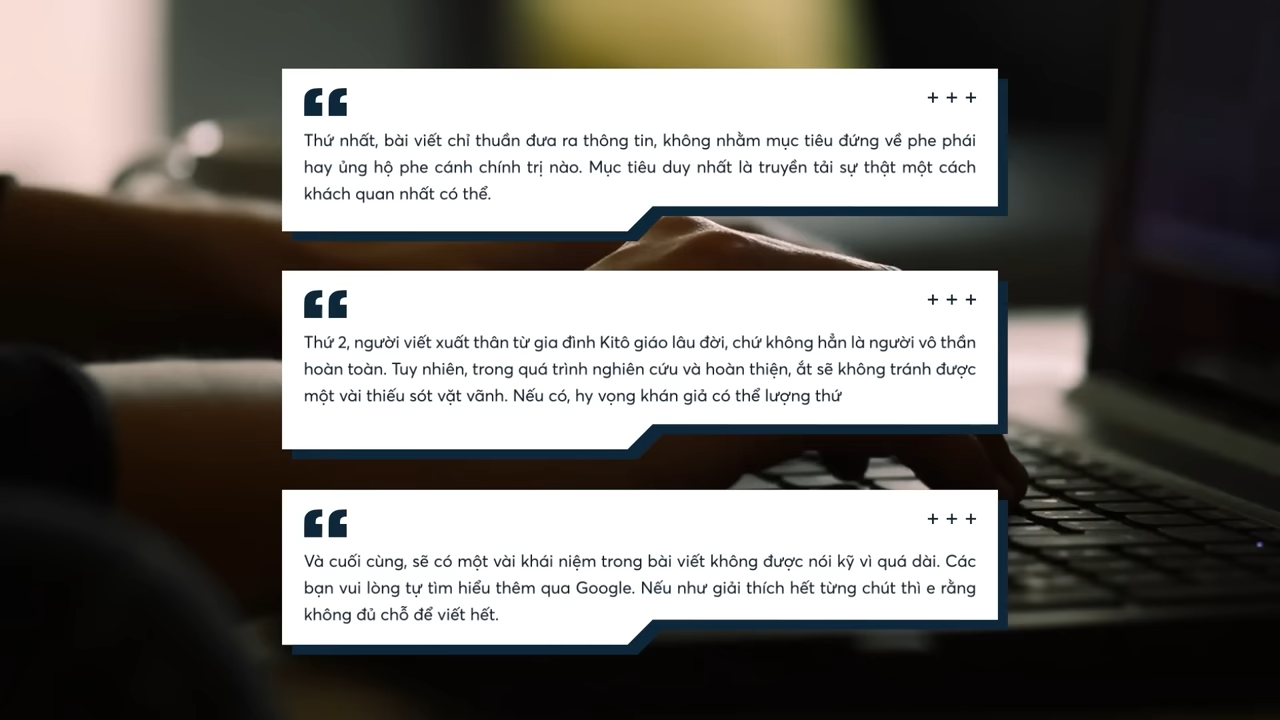 Thứ nhất, bài viết chỉ thuần đưa ra thông tin, không nhằm mục tiêu đứng về phe phái
hay ủng hộ phe cánh chính trị nào. Mục tiêu duy nhất là truyền tải sự thật một cách
khách quan nhất có thể.
Thứ 2, người viết xuất thân từ gia đình Kitô giáo lâu đời, chứ không hẳn là người vô thần
hoàn toàn. Tuy nhiên, trong quá trình nghiên cứu và hoàn thiện, ắt sẽ không tránh được
một vài thiếu sót vặt vãnh. Nếu có, hy vọng khán giả có thể lượng thứ
Và cuối cùng, sẽ có một vài khái niệm trong bài viết không được nói kỹ vì quá dài. Các
bạn vui lòng tự tìm hiểu thêm qua Google. Nếu như giải thích hết từng chút thì e rằng
không đủ chỗ để viết hết.